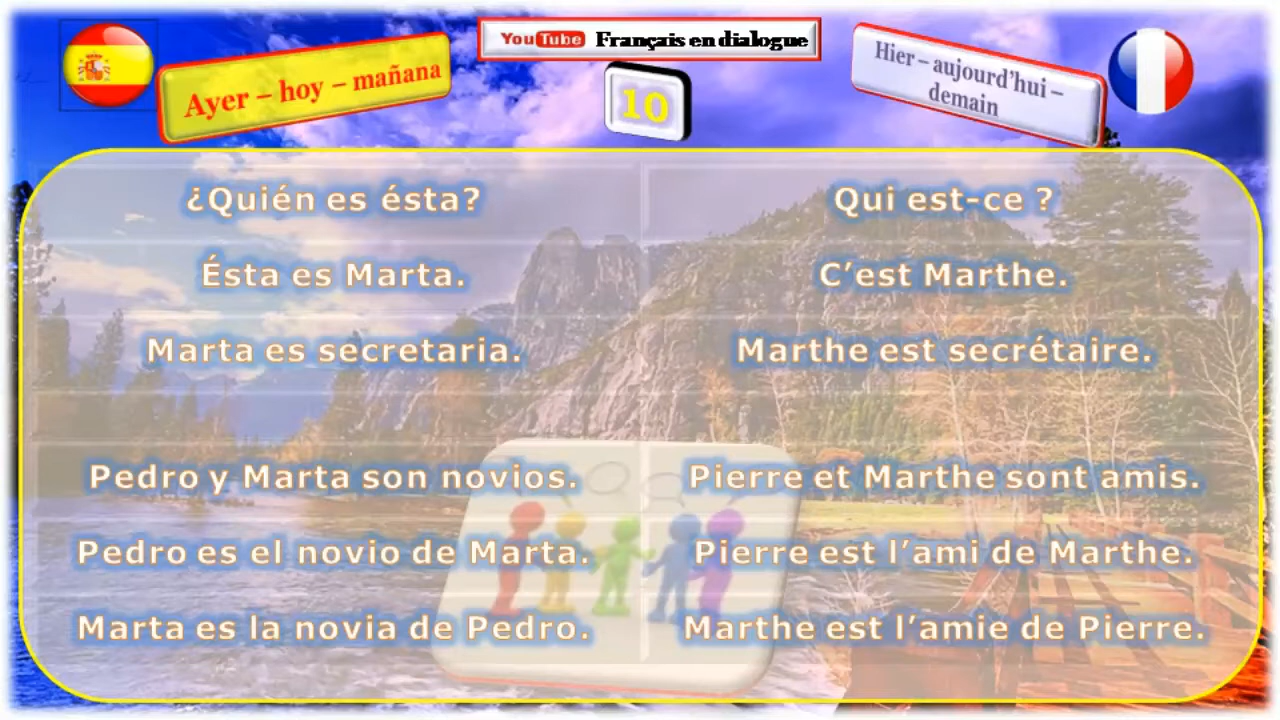 YouTube Français en dialogue
Ayer – hoy – mañana
10
Hier – aujourd’hui –
demain
¿Quién es ésta?
Qui est-ce ?
Ésta es Marta.
C’est Marthe.
Marta es secretaria.
Marthe est secrétaire.
Pedro y Marta son novios.
Pierre et Marthe sont amis.
Pedro es el novio de Marta.
Pierre est l’ami de Marthe.
Marta es la novia de Pedro.
Marthe est l’amie de Pierre.